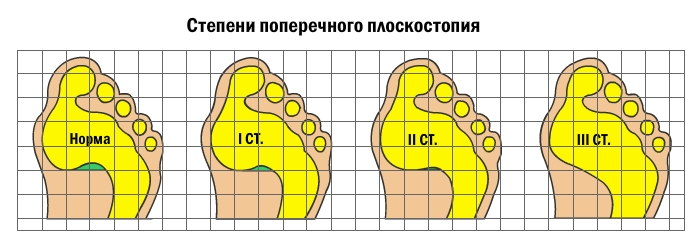 Степени поперечного плоскостопия
Норма
I СТ.
II СТ.
III СТ.